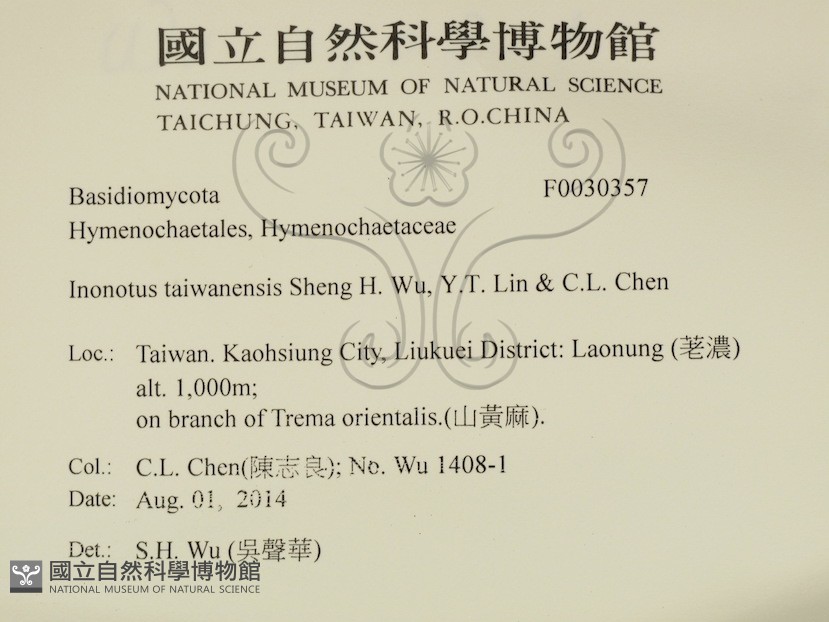 國立自然科學博物館
NATIONAL MUSEUM OF NATURAL SCIENCE
TAICHUNG, TAIWAN, R.O.CHINA
Basidiomycota F0030357
Hymenochaetales, Hymenochaetaceae
Inonotus taiwanensis Sheng H. Wu, Y.T. Lin & C.L. Chen
Loc.: Taiwan. Kaohsiung City, Liukuei District: Laonung (荖濃)
alt. 1,000m;
on branch of Trema orientalis.(山黃麻).
Col.: C.L. Chen(陳志良); No. Wu 1408-1
Date: Aug. 01, 2014
Det.: S.H. Wu (吳聲華)
國立自然科學博物館
NATIONAL MUSEUM OF NATURAL SCIENCE